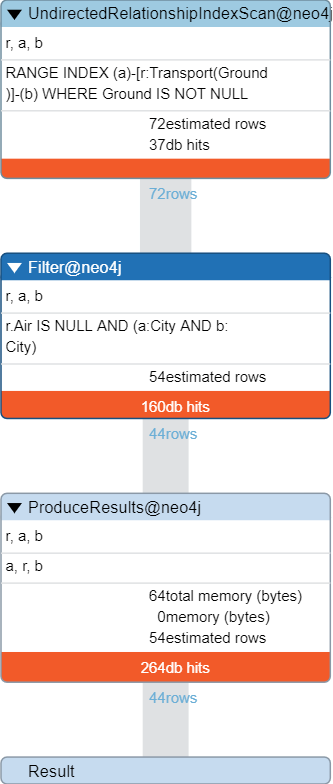 UndirectedRelationshipIndexScan@neo4j
r, a, b
RANGE INDEX (a)-[r:Transport(Ground
)]-(b) WHERE Ground IS NOT NULL
72estimated rows
37db hits
72rows
Filter@neo4j
r, a, b
r.Air IS NULL AND (a:City AND b:
City)
54estimated rows
160db hits
44rows
ProduceResults@neo4j
r, a, b
a, r, b
64total memory (bytes)
0memory (bytes)
54estimated rows
264db hits
44rows
Result